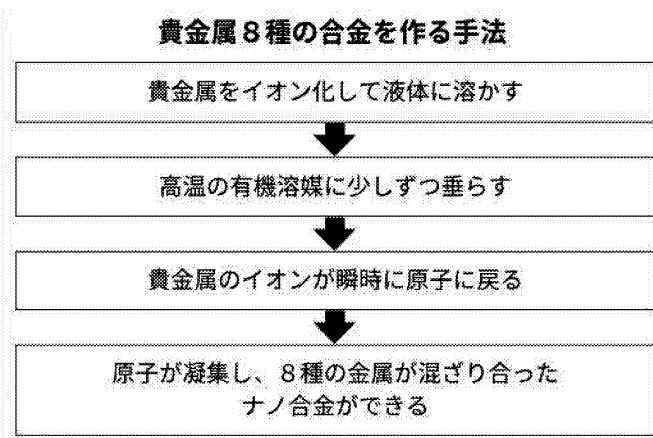 貴金属８種の合金を作る手法
貴金属をイオン化して液体に溶かす
高温の有機溶媒に少しずつ垂らす
貴金属のイオンが瞬時に原子に戻る
原子が凝集し、８種の金属が混ざり合った
ナノ合金ができる